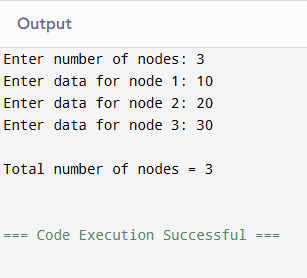 Output
Enter number of nodes: 3
Enter data for node 1: 10
Enter data for node 2: 20
Enter data for node 3: 30
Total number of nodes = 3
=== Code Execution Successful ===